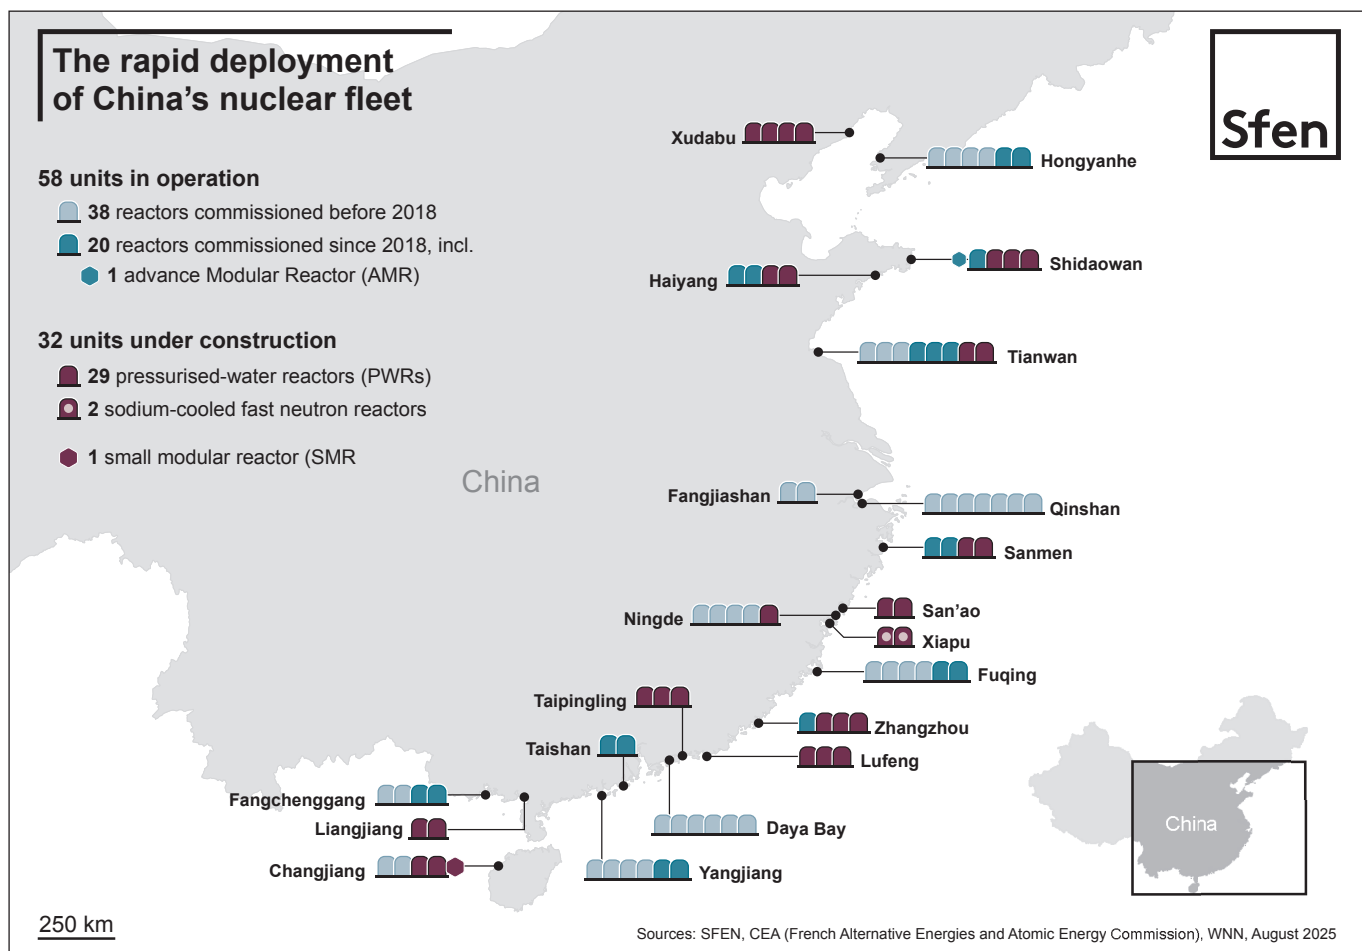 The rapid deployment
of China's nuclear fleet
Sfen
58 units in operation
38 reactors commissioned before 2018
20 reactors commissioned since 2018, incl.
1 advance Modular Reactor (AMR)
32 units under construction
29 pressurised-water reactors (PWRs)
2 sodium-cooled fast neutron reactors
1 small modular reactor (SMR
China
Xudabu
Hongyanhe
Shidaowan
Haiyang
Tianwan
Fangjiashan
Qinshan
Sanmen
Ningde
San'ao
Xiapu
Fuqing
Taipingling
Zhangzhou
Taishan
Lufeng
Fangchenggang
Liangjiang
Daya Bay
Changjiang
Yangjiang
China
250 km
Sources: SFEN, CEA (French Alternative Energies and Atomic Energy Commission), WNN, August 2025